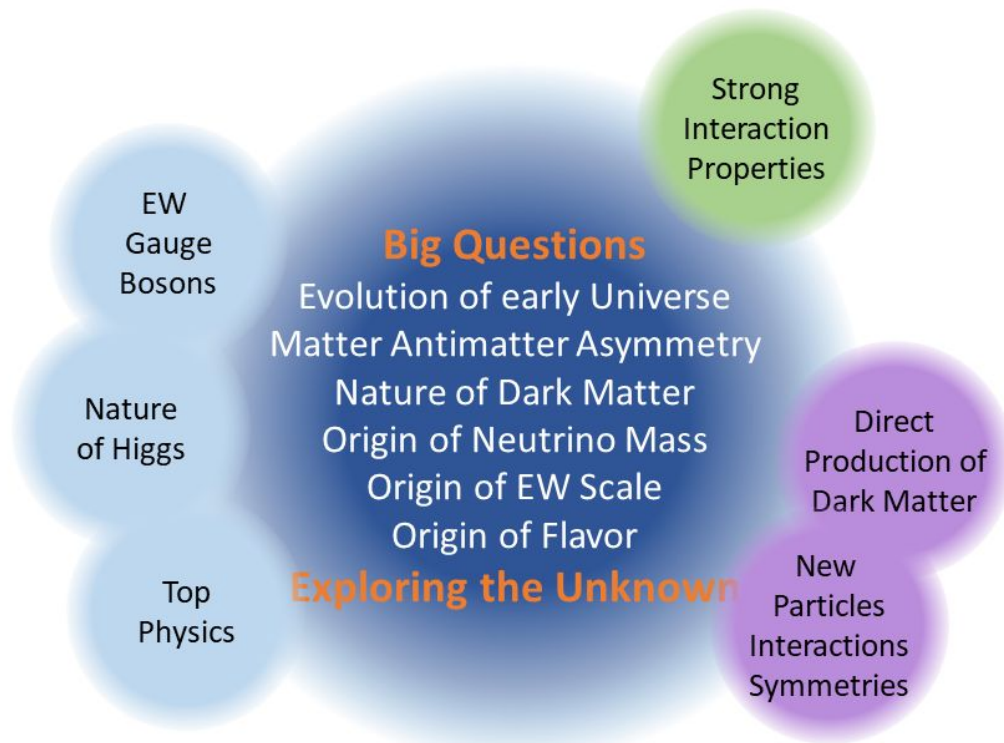 Strong
Interaction
Properties
EW
Gauge
Bosons
Big Questions
Evolution of early Universe
Matter Antimatter Asymmetry
Nature of Dark Matter
Origin of Neutrino Mass
Origin of EW Scale
Origin of Flavor
Exploring the Unknown
Nature
of Higgs
Direct
Production of
Dark Matter
Top
Physics
New
Particles
Interactions
Symmetries